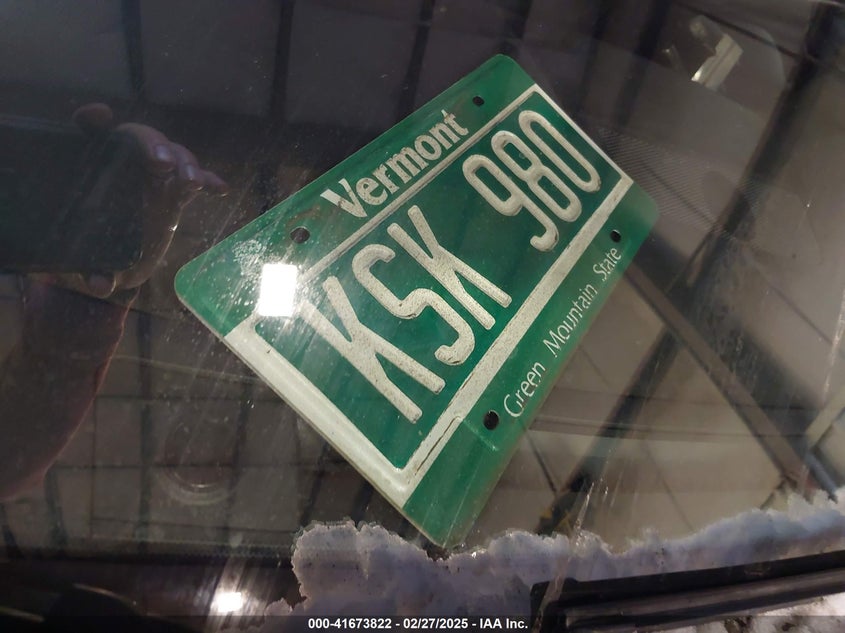 Vermont
KSK 980
Green Mountain State
000-41673822 - 02/27/2025 - IAA Inc.